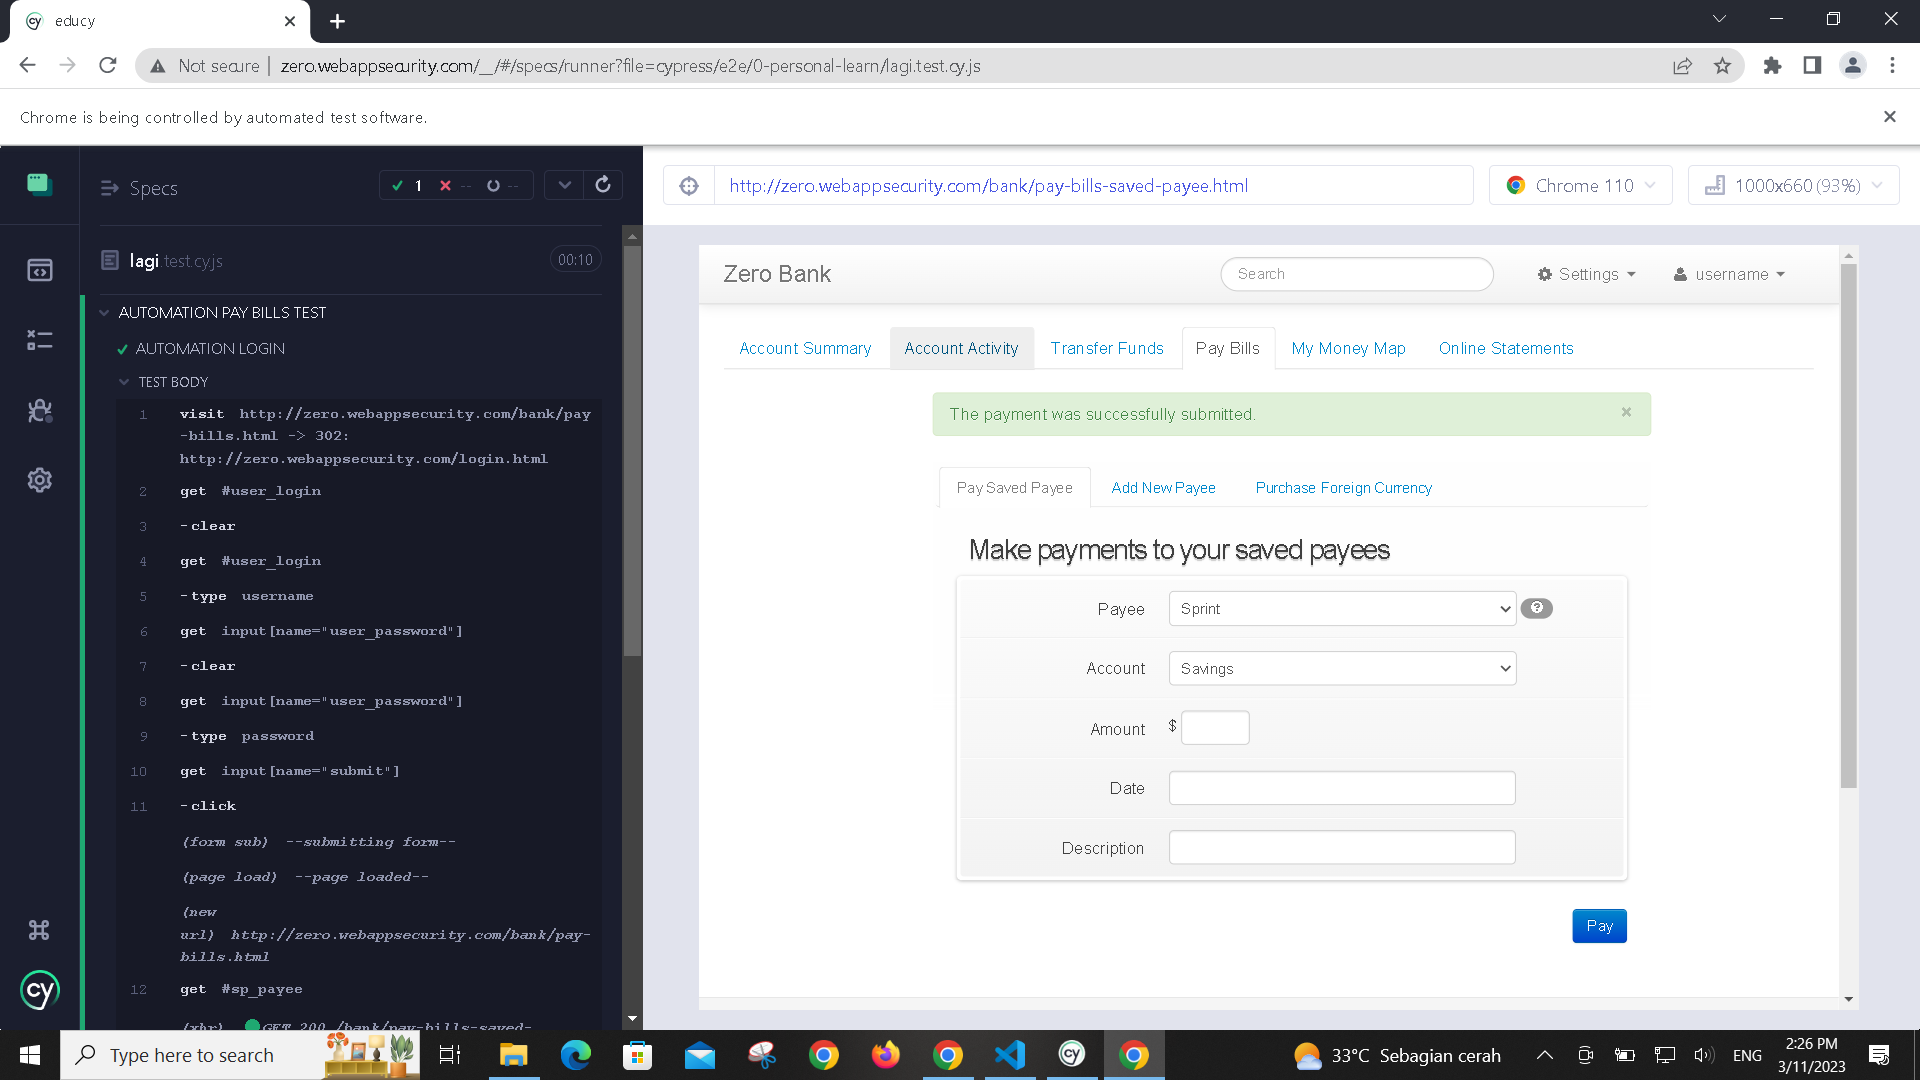 educy
Not secure | zero.webappsecurity.com/__/#/specs/runner?file=cypress/e2e/0-personal-learn/lagi.test.cy.js
Chrome is being controlled by automated test software.
Specs
1 -- --
http://zero.webappsecurity.com/bank/pay-bills-saved-payee.html
Chrome 110
1000x660 (93%)
lagi.test.cy.js
00:10
AUTOMATION PAY BILLS TEST
AUTOMATION LOGIN
TEST BODY
1 visit http://zero.webappsecurity.com/bank/pay
-bills.html -> 302:
http://zero.webappsecurity.com/login.html
2 get #user_login
3 -clear
4 get #user_login
5 -type username
6 get input[name="user_password"]
7 -clear
8 get input[name="user_password"]
9 -type password
10 get input[name="submit"]
11 -click
(form sub) --submitting form--
(page load) --page loaded--
(new
url) http://zero.webappsecurity.com/bank/pay-
bills.html
12 get #sp_payee
(xhr) GET 200 /bank/pay-bills-saved-
cy
Zero Bank
Search
Settings
username
Account Summary
Account Activity
Transfer Funds
Pay Bills
My Money Map
Online Statements
The payment was successfully submitted.
×
Pay Saved Payee
Add New Payee
Purchase Foreign Currency
Make payments to your saved payees
Payee Sprint ?
Account Savings
Amount $
Date
Description
Pay
Type here to search
cy
33°C Sebagian cerah
ENG
2:26 PM
3/11/2023